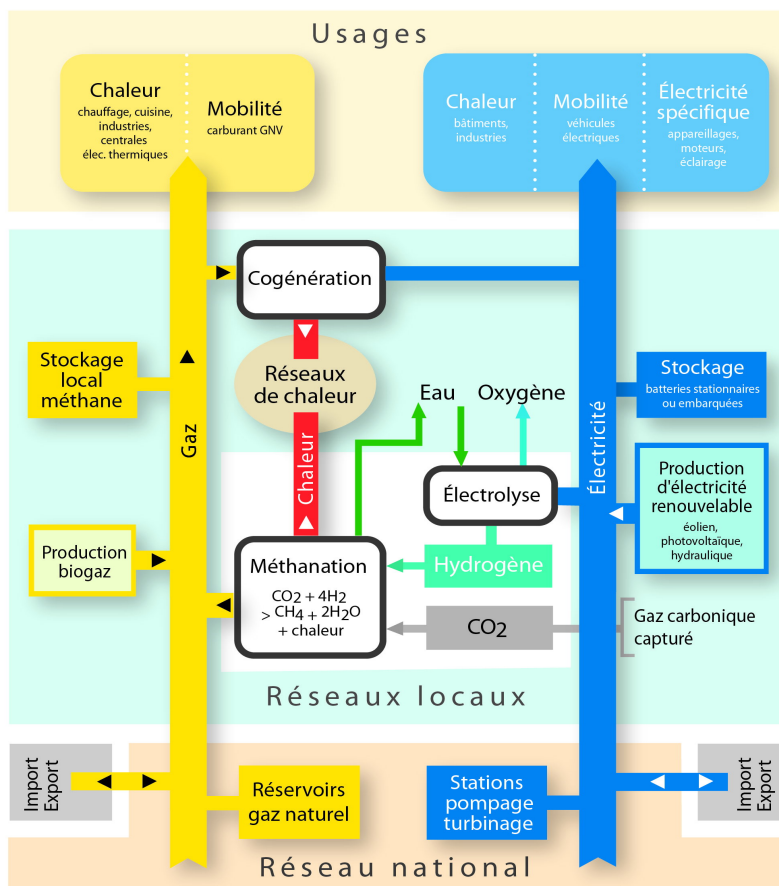 Usages
Chaleur
chauffage, cuisine,
industries,
centrales
élec. thermiques
Mobilité
carburant GNV
Chaleur
bâtiments,
industries
Mobilité
véhicules
électriques
Électricité
spécifique
appareillages,
moteurs,
éclairage
Cogénération
Stockage
local
méthane
Réseaux
de chaleur
Eau
Oxygène
Stockage
batteries stationnaires
ou embarquées
Gaz
Chaleur
Électricité
Électrolyse
Production
d'électricité
renouvelable
éolien,
photovoltaïque,
hydraulique
Production
biogaz
Méthanation
CO2 + 4H2
> CH4 + 2H2O
+ chaleur
Hydrogène
CO2
Gaz carbonique
capturé
Réseaux locaux
Import
Export
Réservoirs
gaz naturel
Stations
pompage
turbinage
Import
Export
Réseau national